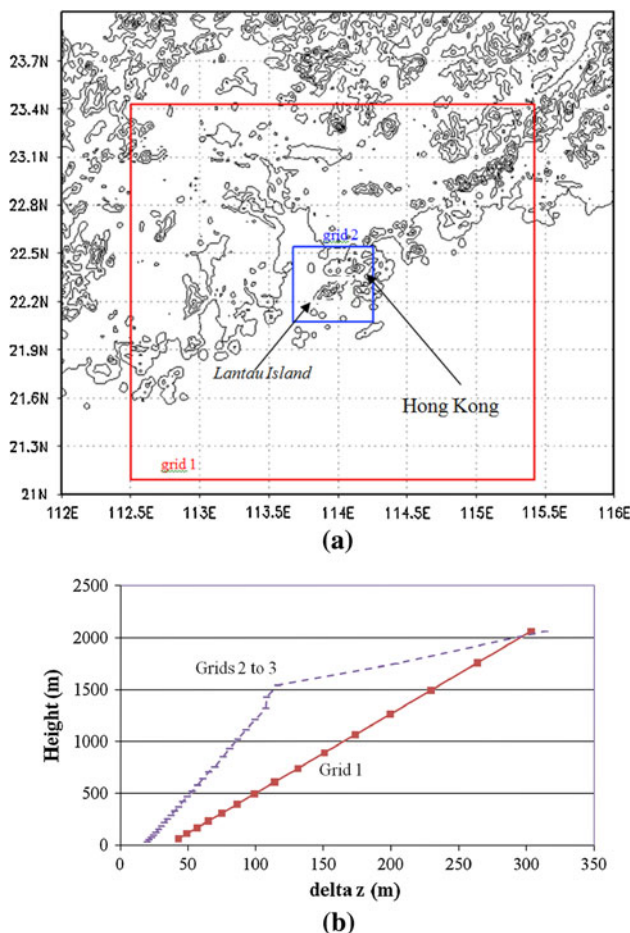 23.7N
23.4N
23.1N
22.8N
22.5N
22.2N
21.9N
21.6N
21.3N
21N
grid 2
Lantau Island
Hong Kong
grid 1
112E 112.5E 113E 113.5E 114E 114.5E 115E 115.5E 116E
(a)
Height (m)
2500
2000
1500
1000
500
0
Grids 2 to 3
Grid 1
0 50 100 150 200 250 300 350
delta z (m)
(b)